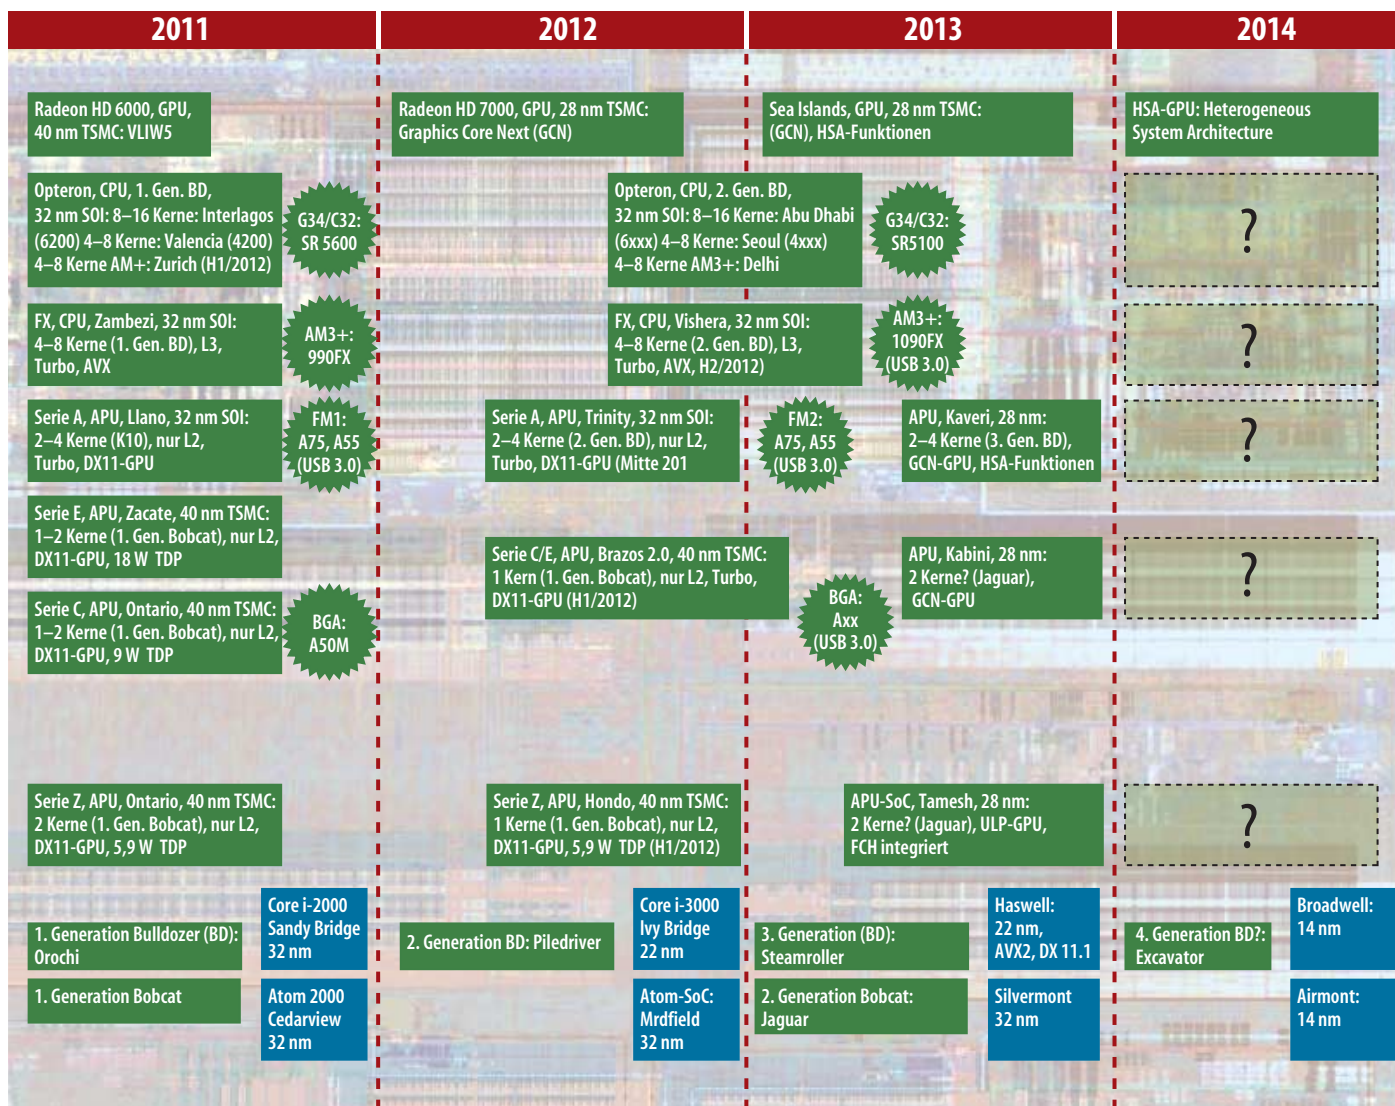 2011
2012
2013
2014
Radeon HD 6000, GPU,
40 nm TSMC: VLIW5
Radeon HD 7000, GPU, 28 nm TSMC:
Graphics Core Next (GCN)
Sea Islands, GPU, 28 nm TSMC:
(GCN), HSA-Funktionen
HSA-GPU: Heterogeneous
System Architecture
Opteron, CPU, 1. Gen. BD,
32 nm SOI: 8–16 Kerne: Interlagos
(6200) 4–8 Kerne: Valencia (4200)
4–8 Kerne AM+: Zurich (H1/2012)
G34/C32:
SR 5600
Opteron, CPU, 2. Gen. BD,
32 nm SOI: 8–16 Kerne: Abu Dhabi
(6xxx) 4–8 Kerne: Seoul (4xxx)
4–8 Kerne AM3+: Delhi
G34/C32:
SR5100
?
FX, CPU, Zambezi, 32 nm SOI:
4–8 Kerne (1. Gen. BD), L3,
Turbo, AVX
AM3+:
990FX
FX, CPU, Vishera, 32 nm SOI:
4–8 Kerne (2. Gen. BD), L3,
Turbo, AVX, H2/2012)
AM3+:
1090FX
(USB 3.0)
?
Serie A, APU, Llano, 32 nm SOI:
2–4 Kerne (K10), nur L2,
Turbo, DX11-GPU
FM1:
A75, A55
(USB 3.0)
Serie A, APU, Trinity, 32 nm SOI:
2–4 Kerne (2. Gen. BD), nur L2,
Turbo, DX11-GPU (Mitte 201
FM2:
A75, A55
(USB 3.0)
APU, Kaveri, 28 nm:
2–4 Kerne (3. Gen. BD),
GCN-GPU, HSA-Funktionen
?
Serie E, APU, Zacate, 40 nm TSMC:
1–2 Kerne (1. Gen. Bobcat), nur L2,
DX11-GPU, 18 W TDP
Serie C/E, APU, Brazos 2.0, 40 nm TSMC:
1 Kern (1. Gen. Bobcat), nur L2, Turbo,
DX11-GPU (H1/2012)
APU, Kabini, 28 nm:
2 Kerne? (Jaguar),
GCN-GPU
?
Serie C, APU, Ontario, 40 nm TSMC:
1–2 Kerne (1. Gen. Bobcat), nur L2,
DX11-GPU, 9 W TDP
BGA:
A50M
BGA:
Axx
(USB 3.0)
Serie Z, APU, Ontario, 40 nm TSMC:
2 Kerne (1. Gen. Bobcat), nur L2,
DX11-GPU, 5,9 W TDP
Serie Z, APU, Hondo, 40 nm TSMC:
1 Kerne (1. Gen. Bobcat), nur L2,
DX11-GPU, 5,9 W TDP (H1/2012)
APU-SoC, Tamesh, 28 nm:
2 Kerne? (Jaguar), ULP-GPU,
FCH integriert
?
1. Generation Bulldozer (BD):
Orochi
Core i-2000
Sandy Bridge
32 nm
2. Generation BD: Piledriver
Core i-3000
Ivy Bridge
22 nm
3. Generation (BD):
Steamroller
Haswell:
22 nm,
AVX2, DX 11.1
4. Generation BD?:
Excavator
Broadwell:
14 nm
1. Generation Bobcat
Atom 2000
Cedarview
32 nm
Atom-SoC:
Mrdfield
32 nm
2. Generation Bobcat:
Jaguar
Silvermont
32 nm
Airmont:
14 nm